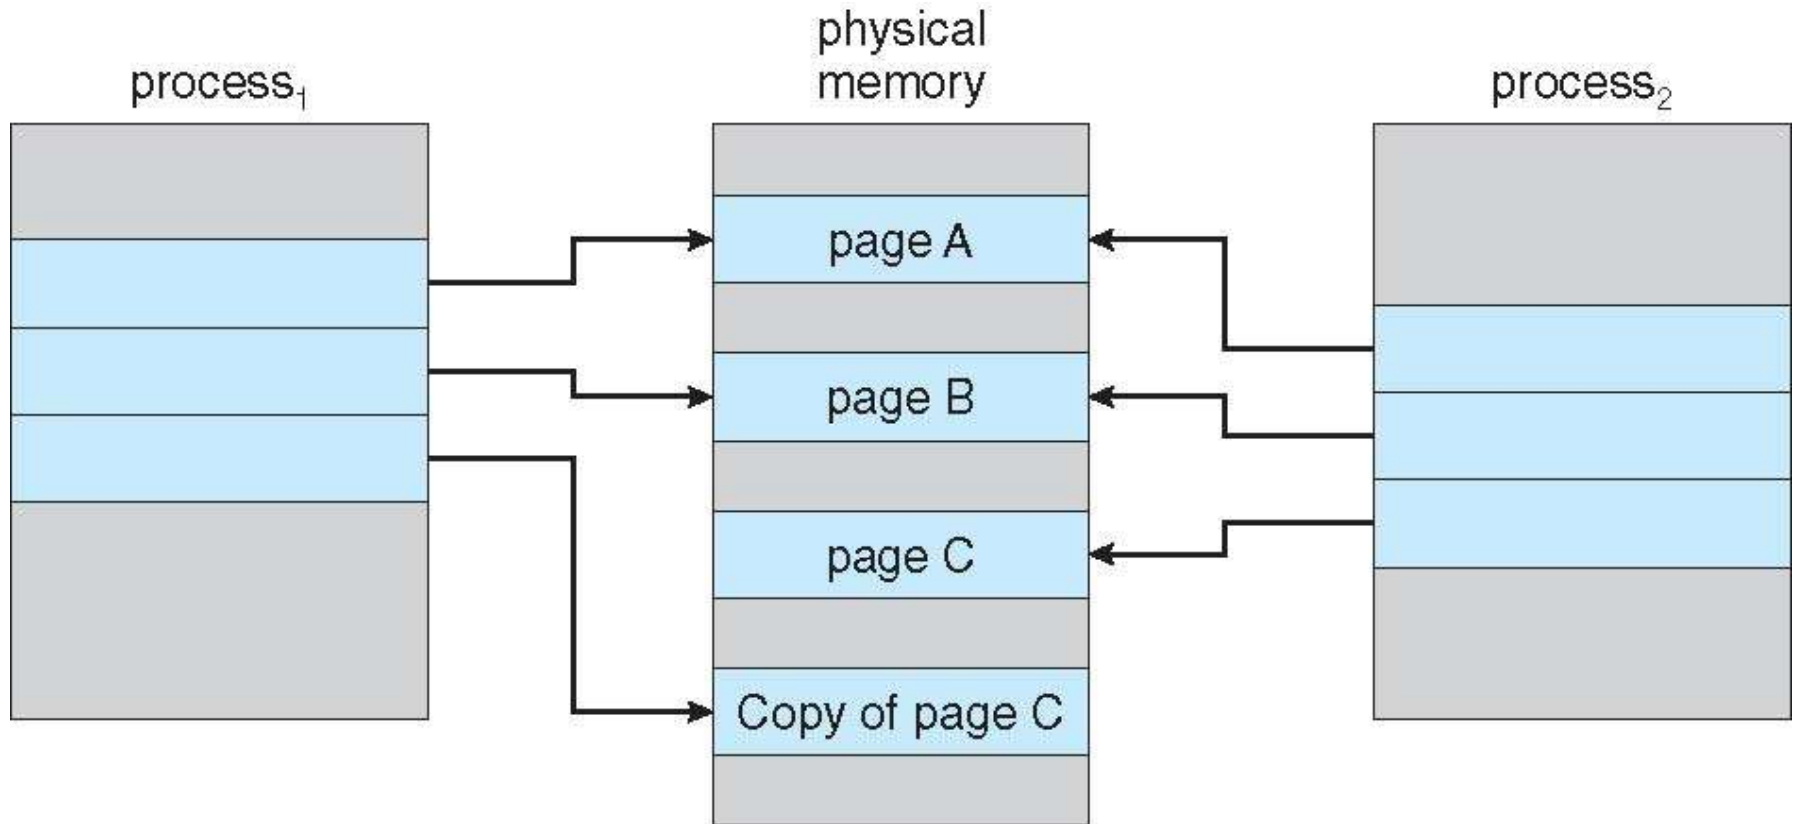 physical
memory
process₁
process₂
page A
page B
page C
Copy of page C